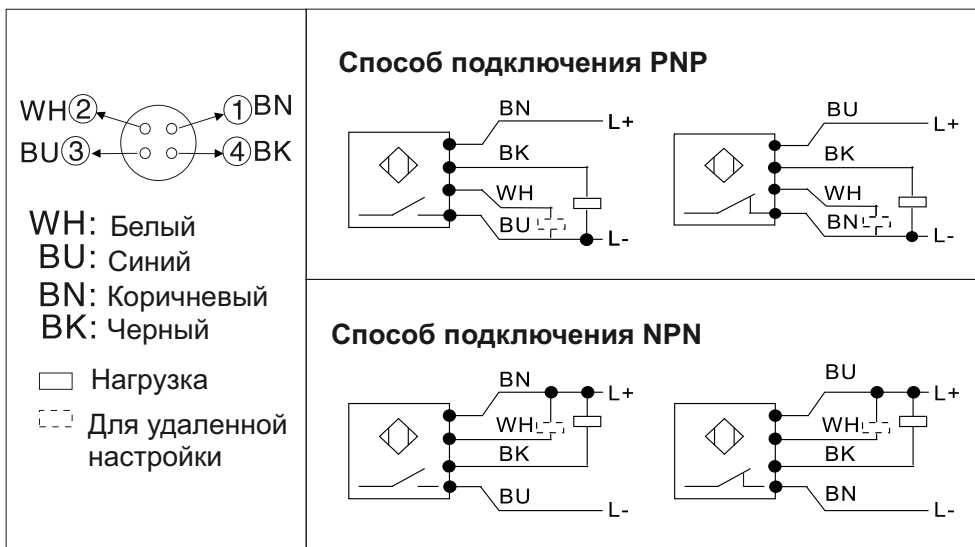 WH② ①BN
BU③ ④BK
WH: Белый
BU: Синий
BN: Коричневый
BK: Черный
Нагрузка
Для удаленной
настройки
Способ подключения PNP
BN
L+
BK
WH
BU
L-
BU
L+
BK
WH
BN
L-
Способ подключения NPN
BN
L+
WH
BK
BU
L-
BU
L+
WH
BK
BN
L-